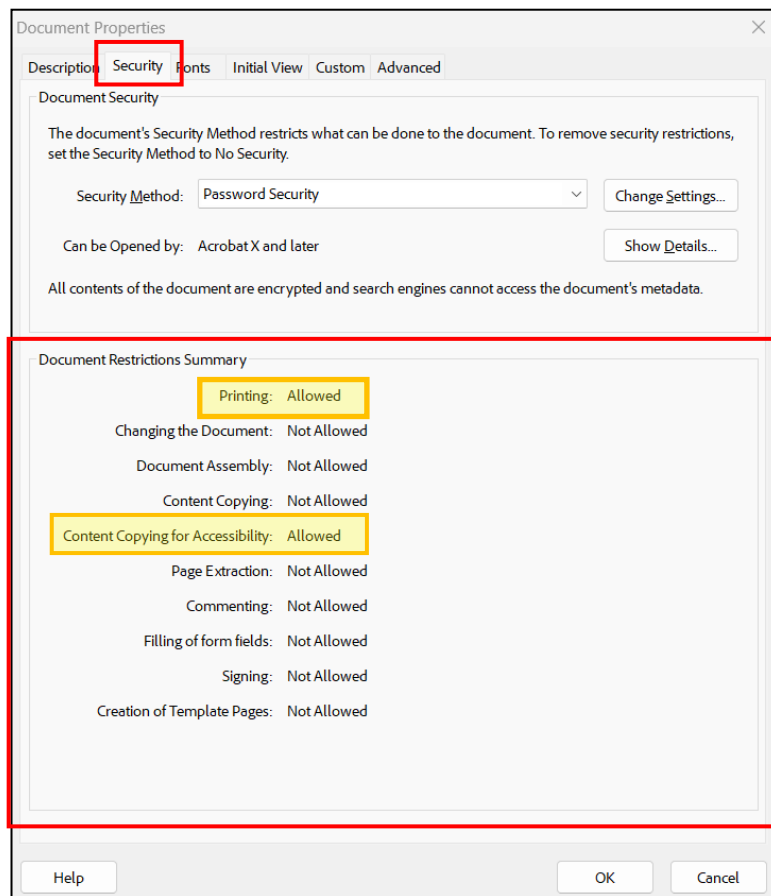 Document Properties
Description Security Fonts Initial View Custom Advanced
Document Security
The document's Security Method restricts what can be done to the document. To remove security restrictions,
set the Security Method to No Security.
Security Method: Password Security Change Settings...
Can be Opened by: Acrobat X and later Show Details...
All contents of the document are encrypted and search engines cannot access the document's metadata.
Document Restrictions Summary
Printing: Allowed
Changing the Document: Not Allowed
Document Assembly: Not Allowed
Content Copying: Not Allowed
Content Copying for Accessibility: Allowed
Page Extraction: Not Allowed
Commenting: Not Allowed
Filling of form fields: Not Allowed
Signing: Not Allowed
Creation of Template Pages: Not Allowed
Help OK Cancel